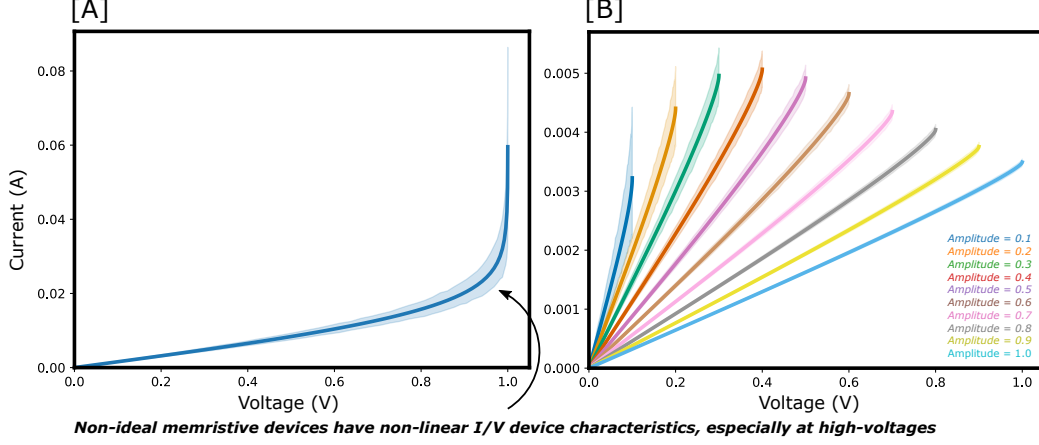 [A]
[B]
Current (A)
0.08
0.06
0.04
0.02
0.00
0.0 0.2 0.4 0.6 0.8 1.0
Voltage (V)
0.005
0.004
0.003
0.002
0.001
0.000
Amplitude = 0.1
Amplitude = 0.2
Amplitude = 0.3
Amplitude = 0.4
Amplitude = 0.5
Amplitude = 0.6
Amplitude = 0.7
Amplitude = 0.8
Amplitude = 0.9
Amplitude = 1.0
0.0 0.2 0.4 0.6 0.8 1.0
Voltage (V)
Non-ideal memristive devices have non-linear I/V device characteristics, especially at high-voltages